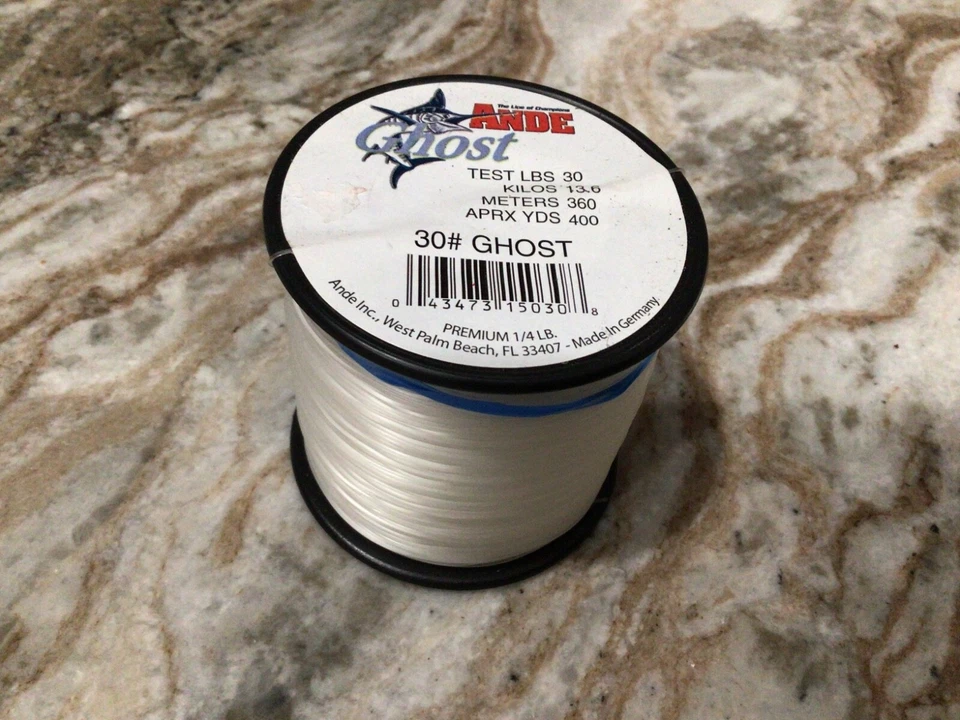 The Line of Champions
ANDE
Ghost
TEST LBS 30
KILOS 13.6
METERS 360
APRX YDS 400
30# GHOST
0 43473 15030 8
PREMIUM 1/4 LB.
Ande Inc., West Palm Beach, FL 33407 - Made In Germany